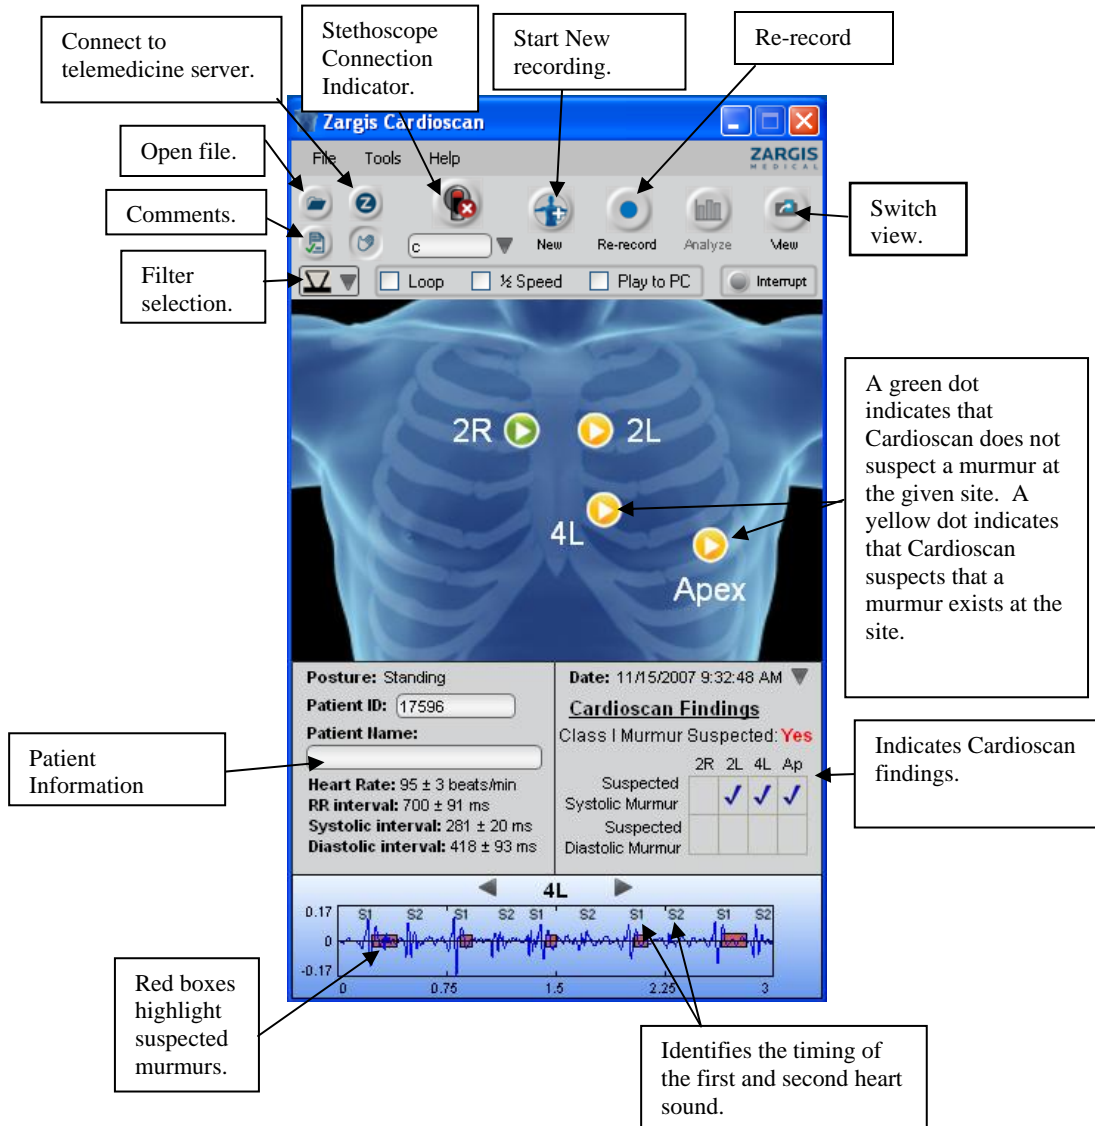 Connect to
telemedicine server.
Stethoscope
Connection
Indicator.
Start New
recording.
Re-record
Open file.
Comments.
Filter
selection.
Switch
view.
Zargis Cardioscan
File Tools Help
ZARGIS
MEDICAL
c
New Re-record Analyze View
Loop ½ Speed Play to PC Interrupt
2R 2L
4L
Apex
A green dot
indicates that
Cardioscan does not
suspect a murmur at
the given site. A
yellow dot indicates
that Cardioscan
suspects that a
murmur exists at the
site.
Posture: Standing
Patient ID: 17596
Patient Name:
Heart Rate: 95 ± 3 beats/min
RR interval: 700 ± 91 ms
Systolic interval: 281 ± 20 ms
Diastolic interval: 418 ± 93 ms
Date: 11/15/2007 9:32:48 AM
Cardioscan Findings
Class I Murmur Suspected: Yes
2R 2L 4L Ap
Suspected
Systolic Murmur
Suspected
Diastolic Murmur
Patient
Information
Indicates Cardioscan
findings.
4L
0.17
0
-0.17
S1 S2 S1 S2 S1 S2 S1 S2 S1 S2
0 0.75 1.5 2.25 3
Red boxes
highlight
suspected
murmurs.
Identifies the timing of
the first and second heart
sound.